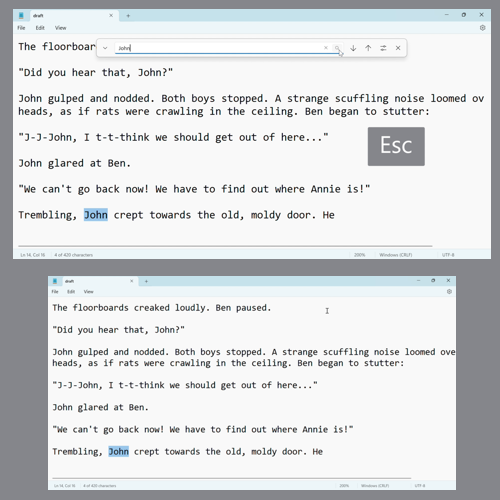 draft
File Edit View
The floorboar
John
"Did you hear that, John?"
John gulped and nodded. Both boys stopped. A strange scuffling noise loomed ov
heads, as if rats were crawling in the ceiling. Ben began to stutter:
"J-J-John, I t-t-think we should get out of here..."
Esc
John glared at Ben.
"We can't go back now! We have to find out where Annie is!"
Trembling, John crept towards the old, moldy door. He
Ln 14, Col 16 4 of 420 characters 200% Windows (CRLF) UTF-8
draft
File Edit View
The floorboards creaked loudly. Ben paused.
"Did you hear that, John?"
John gulped and nodded. Both boys stopped. A strange scuffling noise loomed ove
heads, as if rats were crawling in the ceiling. Ben began to stutter:
"J-J-John, I t-t-think we should get out of here..."
John glared at Ben.
"We can't go back now! We have to find out where Annie is!"
Trembling, John crept towards the old, moldy door. He
Ln 14, Col 16 4 of 420 characters 200% Windows (CRLF) UTF-8